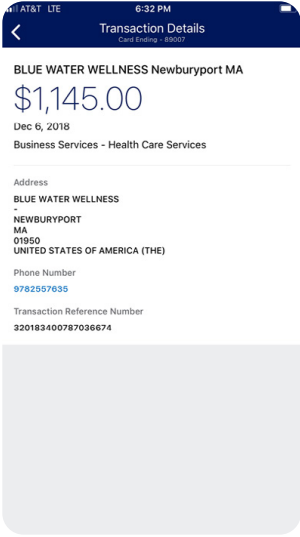 AT&T LTE 6:32 PM
Transaction Details
Card Ending - 89007
BLUE WATER WELLNESS Newburyport MA
$1,145.00
Dec 6, 2018
Business Services - Health Care Services
Address
BLUE WATER WELLNESS
-
NEWBURYPORT
MA
01950
UNITED STATES OF AMERICA (THE)
Phone Number
9782557635
Transaction Reference Number
320183400787036674